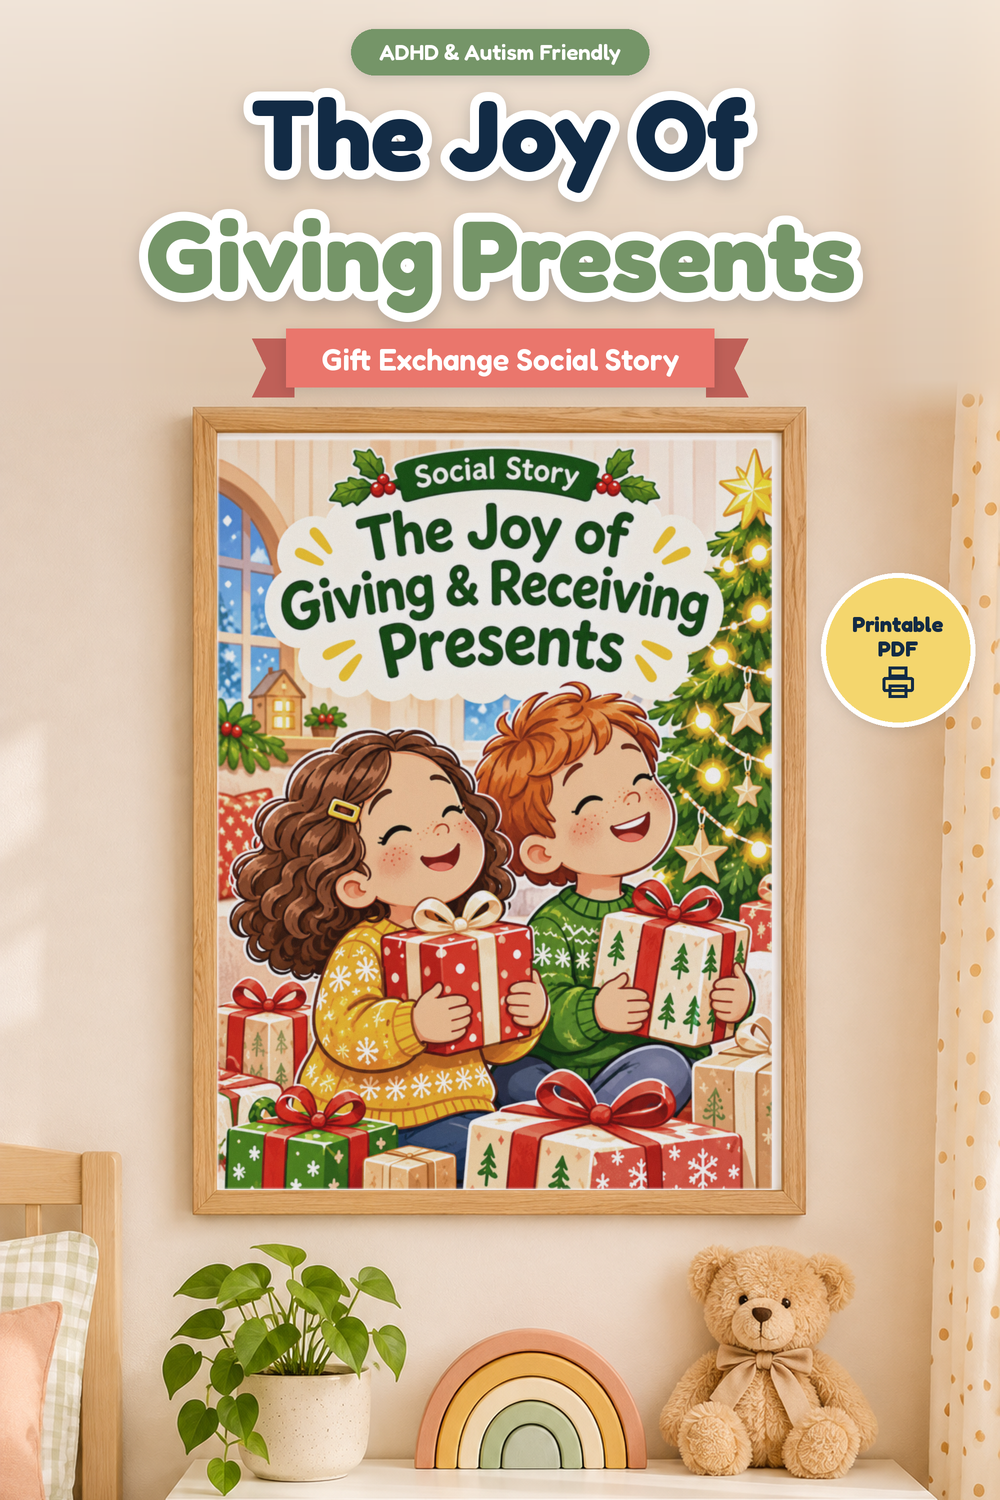 ADHD & Autism Friendly
The Joy Of
Giving Presents
Gift Exchange Social Story
Social Story
The Joy of
Giving & Receiving
Presents
Printable
PDF